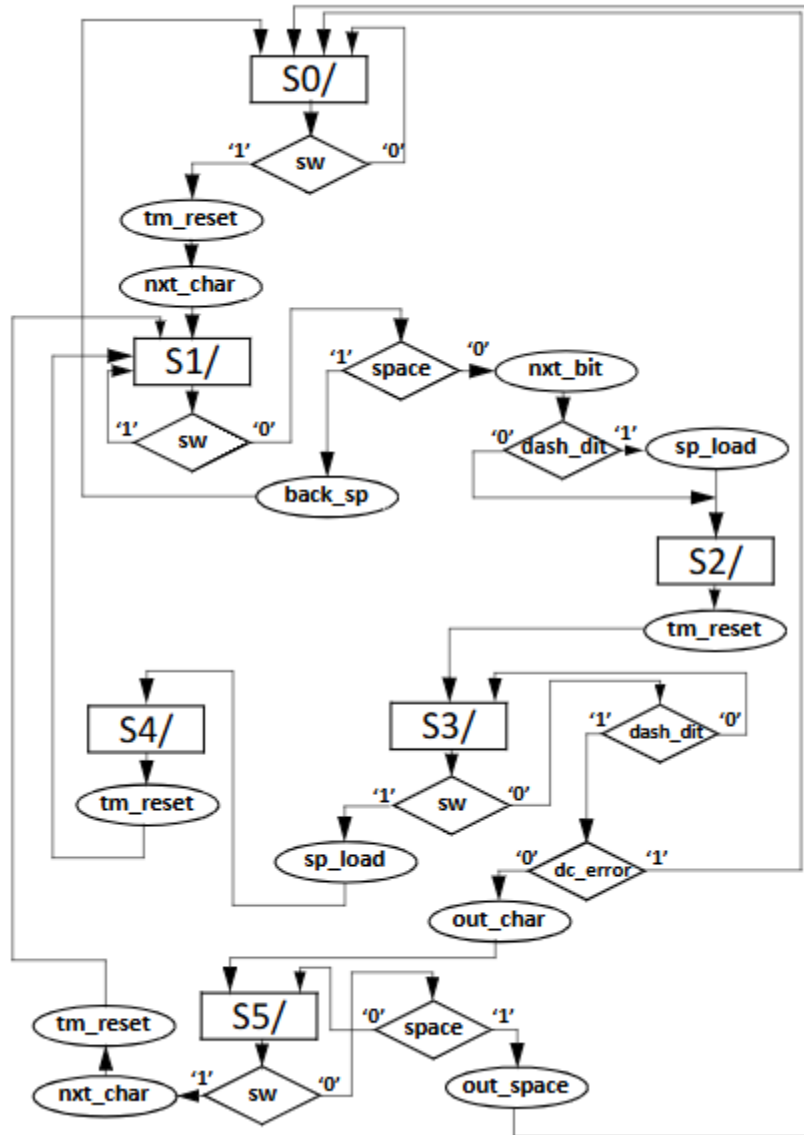 S0/
‘1’ sw ‘0’
tm_reset
nxt_char
S1/
‘1’ sw ‘0’
‘1’ space ‘0’
nxt_bit
back_sp
‘0’ dash_dit ‘1’
sp_load
S2/
tm_reset
S4/
tm_reset
S3/
‘1’ sw ‘0’
‘1’ dash_dit ‘0’
sp_load
‘0’ dc_error ‘1’
out_char
S5/
‘0’ space ‘1’
tm_reset
nxt_char
‘1’ sw ‘0’
out_space